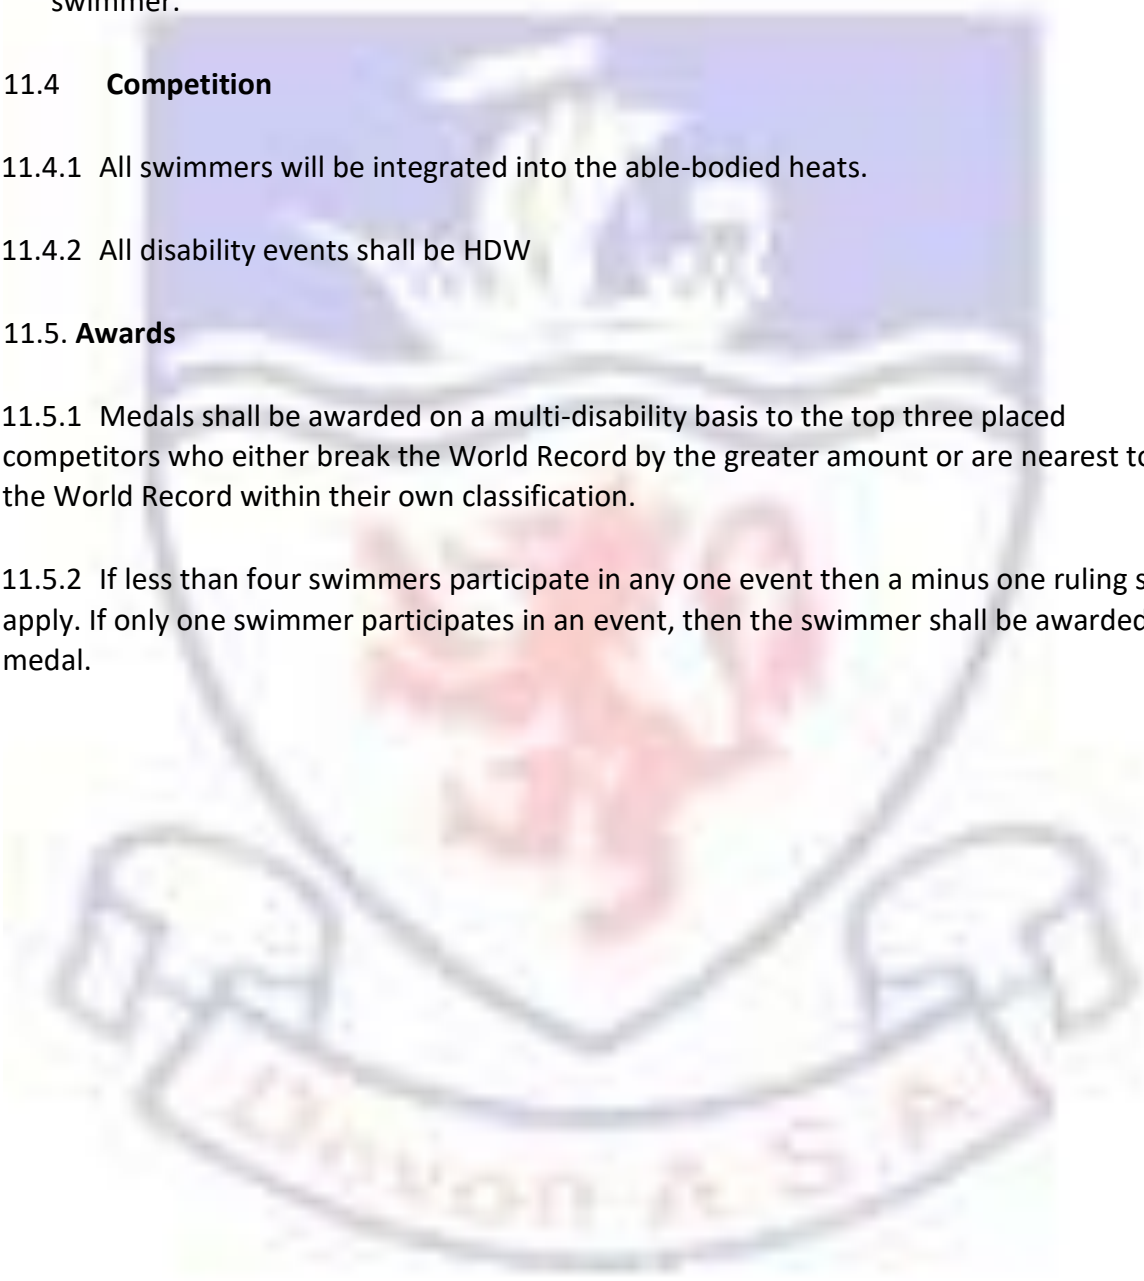 swimmer.
11.4 Competition
11.4.1 All swimmers will be integrated into the able-bodied heats.
11.4.2 All disability events shall be HDW
11.5. Awards
11.5.1 Medals shall be awarded on a multi-disability basis to the top three placed
competitors who either break the World Record by the greater amount or are nearest to
the World Record within their own classification.
11.5.2 If less than four swimmers participate in any one event then a minus one ruling s
apply. If only one swimmer participates in an event, then the swimmer shall be awarded
medal.
Devon A S A